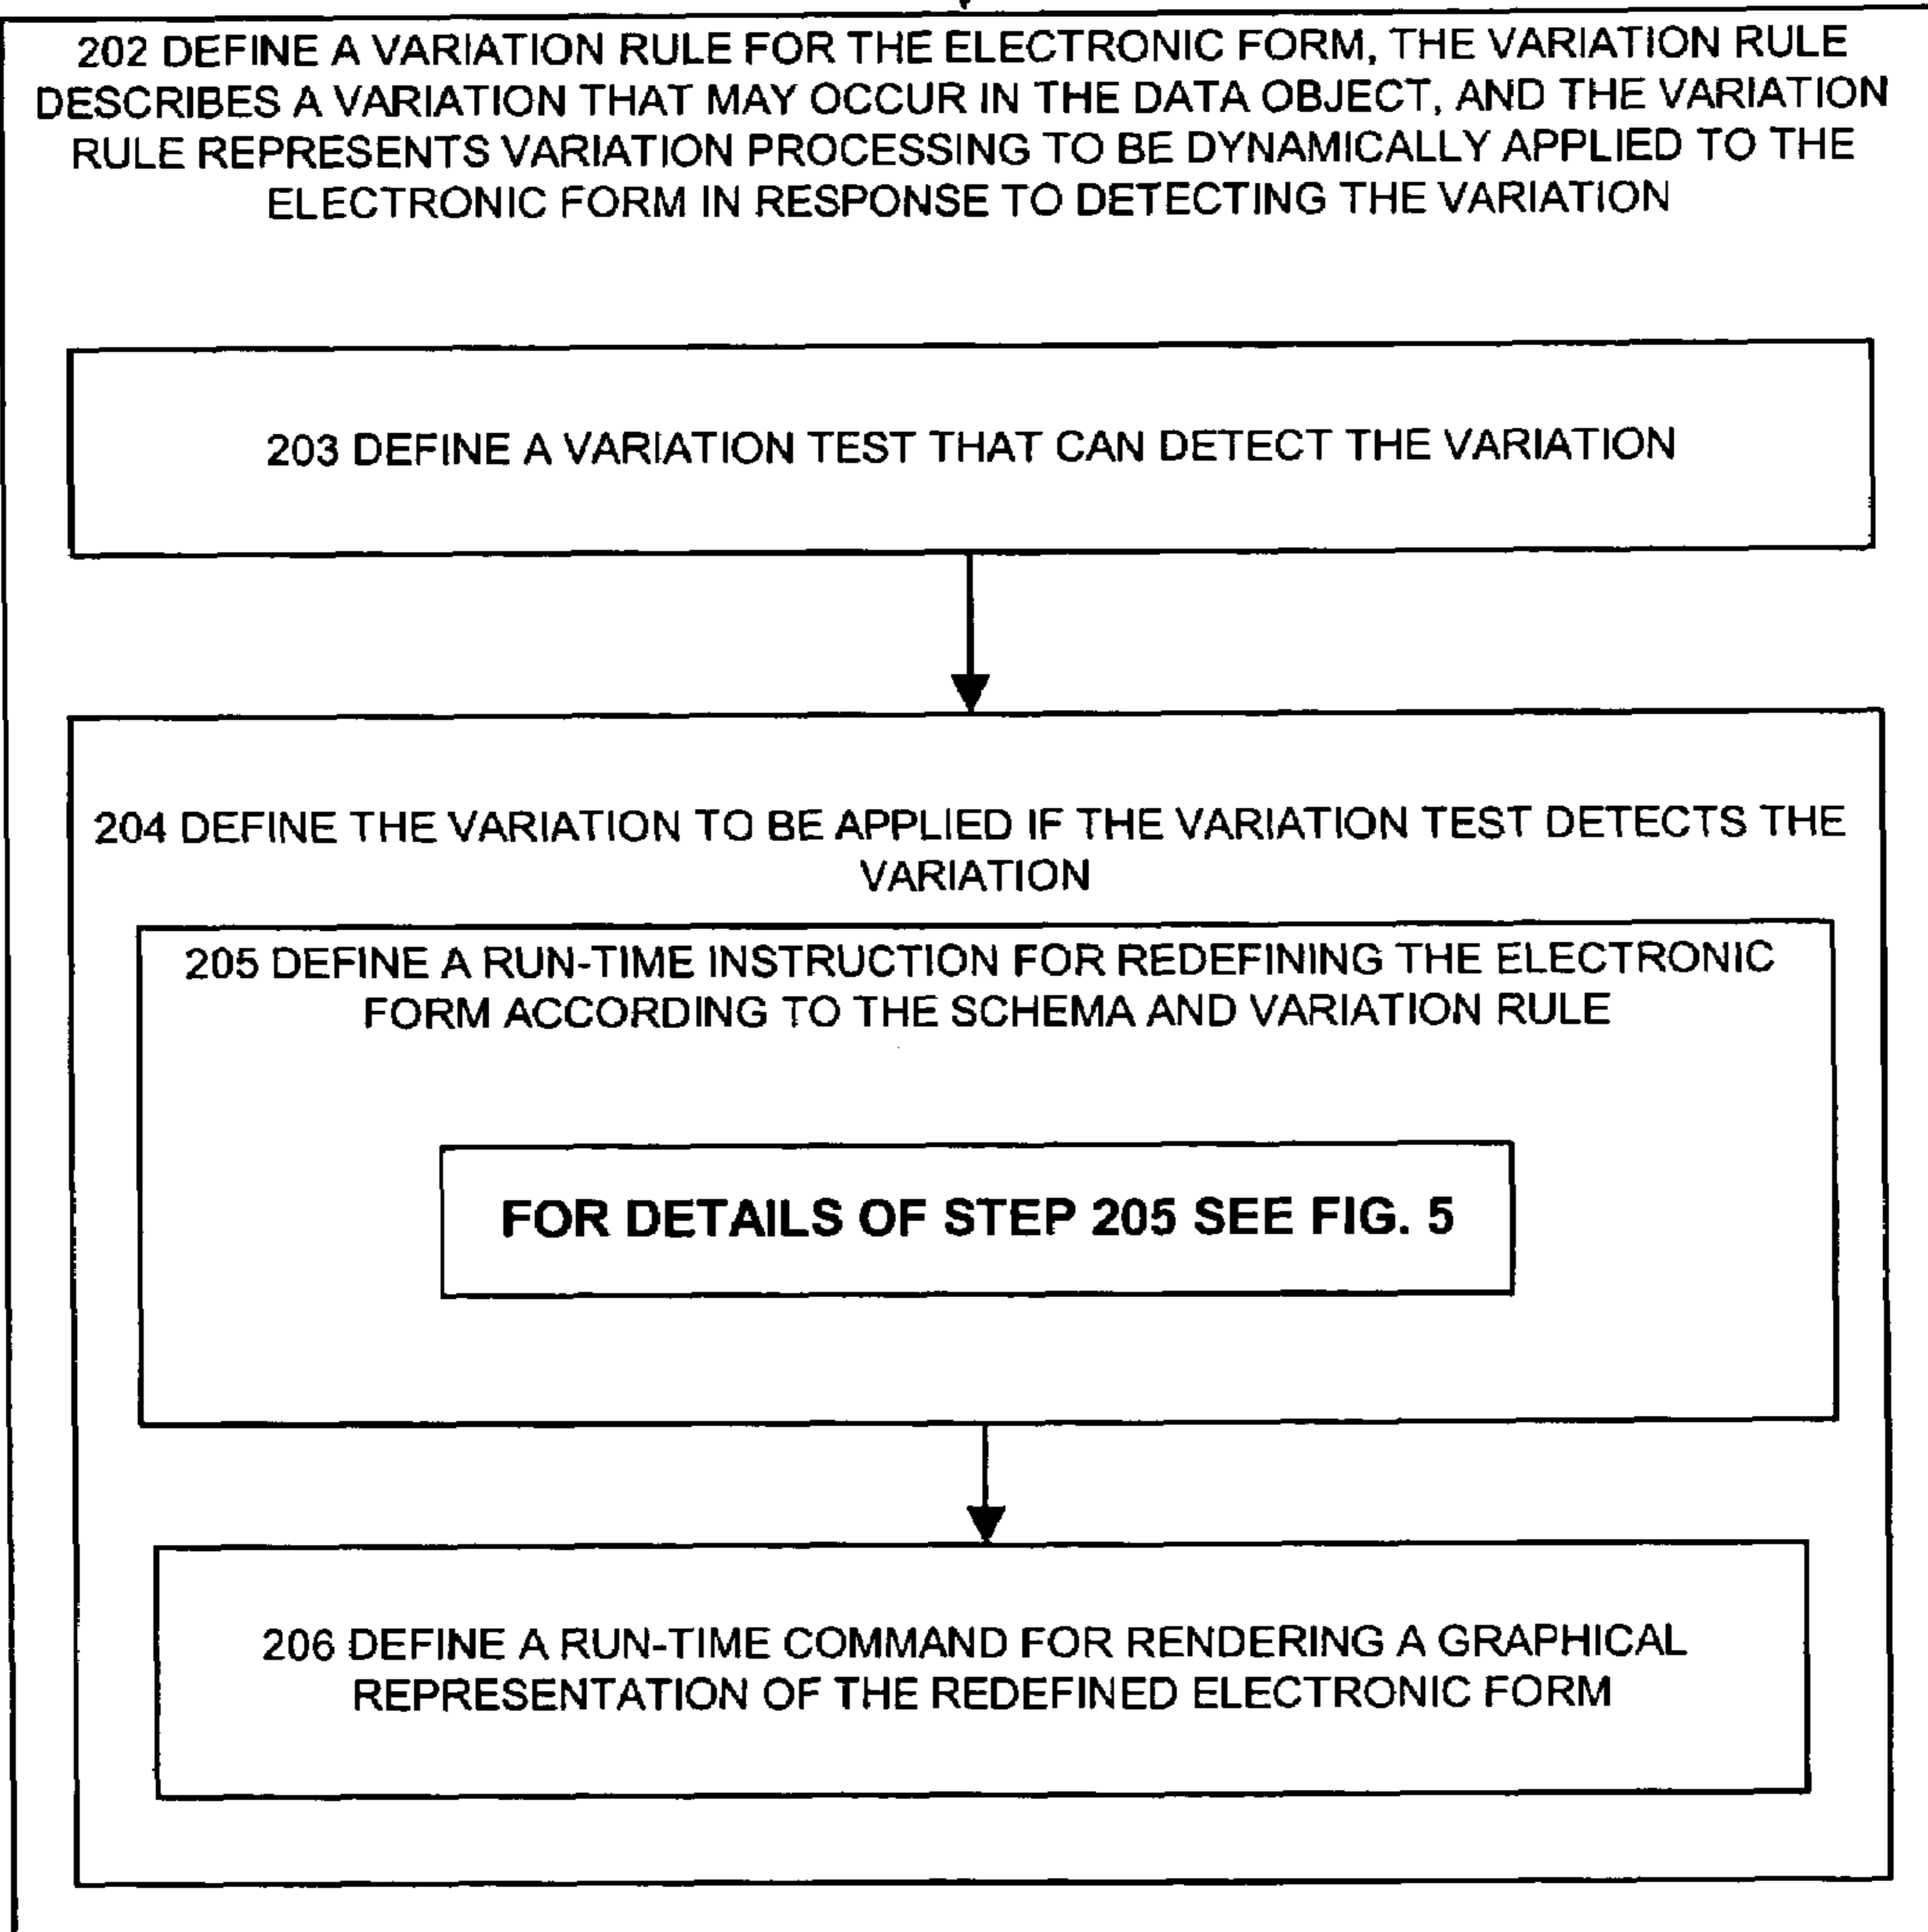 202 DEFINE A VARIATION RULE FOR THE ELECTRONIC FORM, THE VARIATION RULE
DESCRIBES A VARIATION THAT MAY OCCUR IN THE DATA OBJECT, AND THE VARIATION
RULE REPRESENTS VARIATION PROCESSING TO BE DYNAMICALLY APPLIED TO THE
ELECTRONIC FORM IN RESPONSE TO DETECTING THE VARIATION
203 DEFINE A VARIATION TEST THAT CAN DETECT THE VARIATION
204 DEFINE THE VARIATION TO BE APPLIED IF THE VARIATION TEST DETECTS THE
VARIATION
205 DEFINE A RUN-TIME INSTRUCTION FOR REDEFINING THE ELECTRONIC
FORM ACCORDING TO THE SCHEMA AND VARIATION RULE
FOR DETAILS OF STEP 205 SEE FIG. 5
206 DEFINE A RUN-TIME COMMAND FOR RENDERING A GRAPHICAL
REPRESENTATION OF THE REDEFINED ELECTRONIC FORM